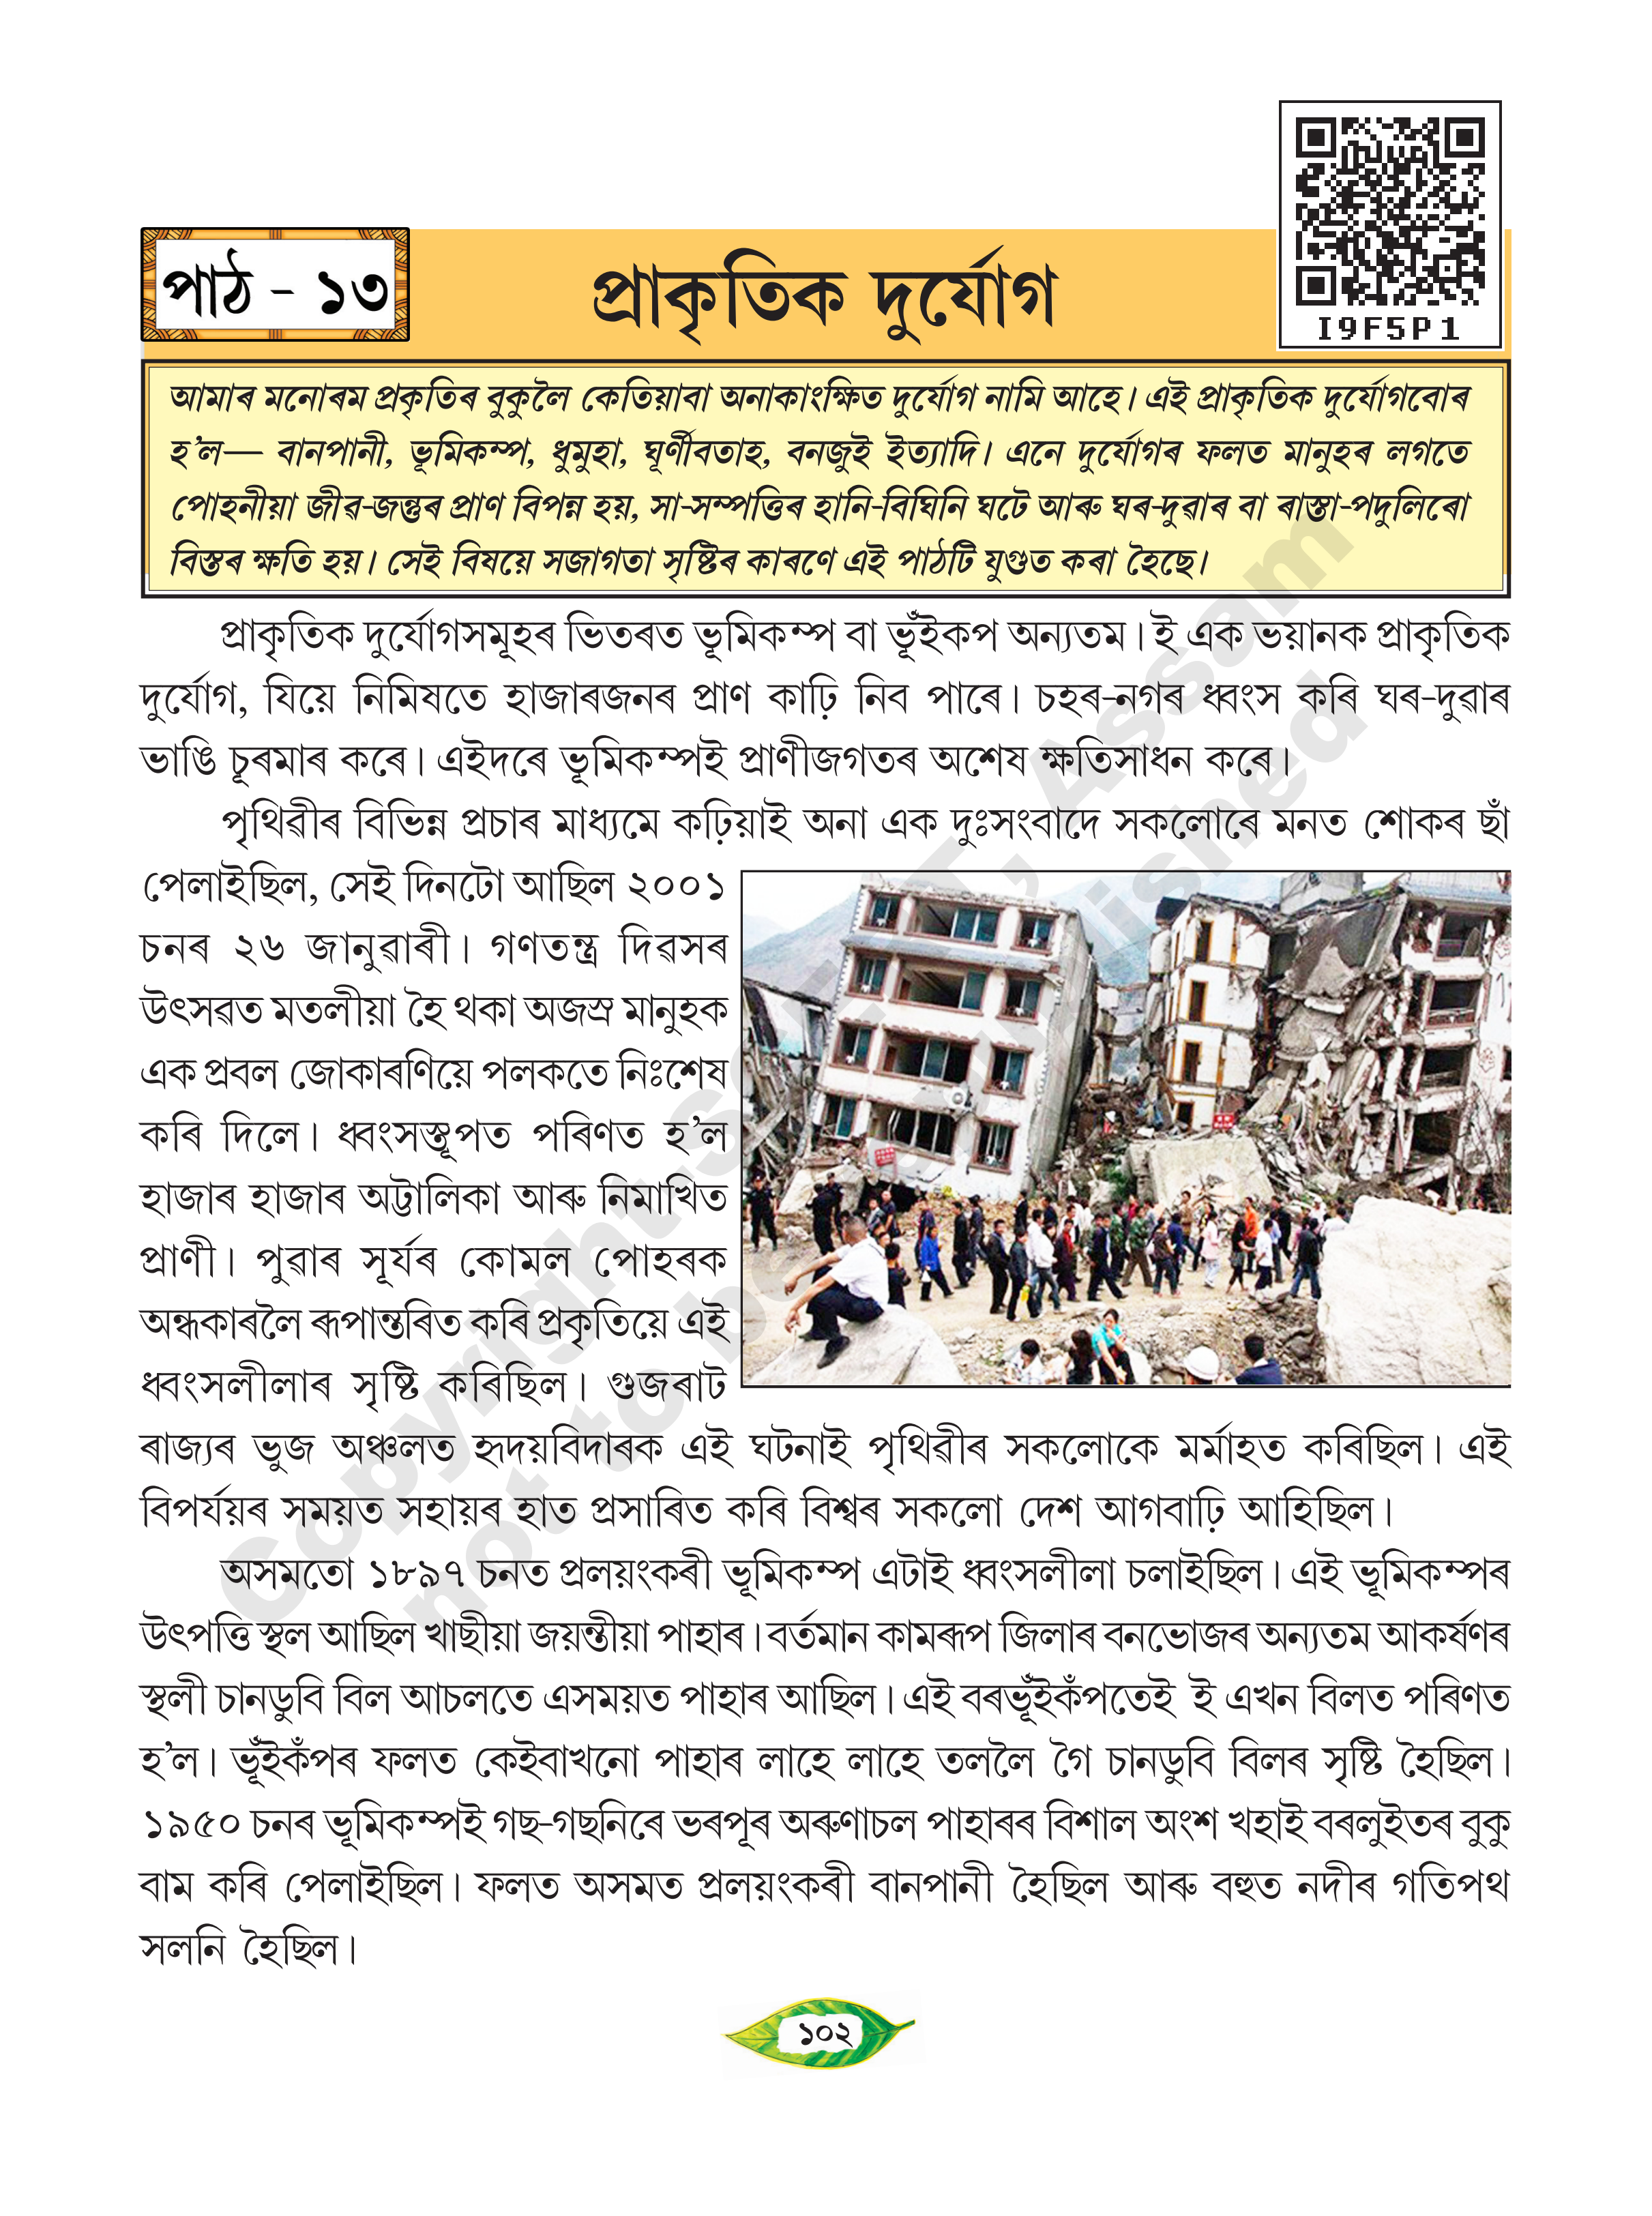 I9F5P1
পাঠ - ১৩
প্ৰাকৃতিক দুৰ্যোগ
আমাৰ মনোৰম প্ৰকৃতিৰ বুকুলৈ কেতিয়াবা অনাকাংক্ষিত দুৰ্যোগ নামি আহে। এই প্ৰাকৃতিক দুৰ্যোগবোৰ
হ’ল— বানপানী, ভূমিকম্প, ধুমুহা, ঘূৰ্ণীবতাহ, বনজুই ইত্যাদি। এনে দুৰ্যোগৰ ফলত মানুহৰ লগতে
পোহনীয়া জীৱ-জন্তুৰ প্ৰাণ বিপন্ন হয়, সা-সম্পত্তিৰ হানি-বিঘিনি ঘটে আৰু ঘৰ-দুৱাৰ বা ৰাস্তা-পদুলিৰো
বিস্তৰ ক্ষতি হয়। সেই বিষয়ে সজাগতা সৃষ্টিৰ কাৰণে এই পাঠটি যুগুত কৰা হৈছে।
প্ৰাকৃতিক দুৰ্যোগসমূহৰ ভিতৰত ভূমিকম্প বা ভূঁইকপ অন্যতম। ই এক ভয়ানক প্ৰাকৃতিক
দুৰ্যোগ, যিয়ে নিমিষতে হাজাৰজনৰ প্ৰাণ কাঢ়ি নিব পাৰে। চহৰ-নগৰ ধ্বংস কৰি ঘৰ-দুৱাৰ
ভাঙি চূৰমাৰ কৰে। এইদৰে ভূমিকম্পই প্ৰাণীজগতৰ অশেষ ক্ষতিসাধন কৰে।
পৃথিৱীৰ বিভিন্ন প্ৰচাৰ মাধ্যমে কঢ়িয়াই অনা এক দুঃসংবাদে সকলোৰে মনত শোকৰ ছাঁ
পেলাইছিল, সেই দিনটো আছিল ২০০১
চনৰ ২৬ জানুৱাৰী। গণতন্ত্ৰ দিৱসৰ
উৎসৱত মতলীয়া হৈ থকা অজস্ৰ মানুহক
এক প্ৰবল জোকাৰণিয়ে পলকতে নিঃশেষ
কৰি দিলে। ধ্বংসস্তূপত পৰিণত হ’ল
হাজাৰ হাজাৰ অট্টালিকা আৰু নিমাখিত
প্ৰাণী। পুৱাৰ সূৰ্যৰ কোমল পোহৰক
অন্ধকাৰলৈ ৰূপান্তৰিত কৰি প্ৰকৃতিয়ে এই
ধ্বংসলীলাৰ সৃষ্টি কৰিছিল। গুজৰাট
ৰাজ্যৰ ভুজ অঞ্চলত হৃদয়বিদাৰক এই ঘটনাই পৃথিৱীৰ সকলোকে মৰ্মাহত কৰিছিল। এই
বিপৰ্যয়ৰ সময়ত সহায়ৰ হাত প্ৰসাৰিত কৰি বিশ্বৰ সকলো দেশ আগবাঢ়ি আহিছিল।
অসমতো ১৮৯৭ চনত প্ৰলয়ংকৰী ভূমিকম্প এটাই ধ্বংসলীলা চলাইছিল। এই ভূমিকম্পৰ
উৎপত্তি স্থল আছিল খাছীয়া জয়ন্তীয়া পাহাৰ। বৰ্তমান কামৰূপ জিলাৰ বনভোজৰ অন্যতম আকৰ্ষণৰ
স্থলী চানডুবি বিল আচলতে এসময়ত পাহাৰ আছিল। এই বৰভূঁইকঁপতেই ই এখন বিলত পৰিণত
হ’ল। ভূঁইকঁপৰ ফলত কেইবাখনো পাহাৰ লাহে লাহে তললৈ গৈ চানডুবি বিলৰ সৃষ্টি হৈছিল।
১৯৫০ চনৰ ভূমিকম্পই গছ-গছনিৰে ভৰপূৰ অৰুণাচল পাহাৰৰ বিশাল অংশ খহাই বৰলুইতৰ বুকু
বাম কৰি পেলাইছিল। ফলত অসমত প্ৰলয়ংকৰী বানপানী হৈছিল আৰু বহুত নদীৰ গতিপথ
সলনি হৈছিল।
১০২